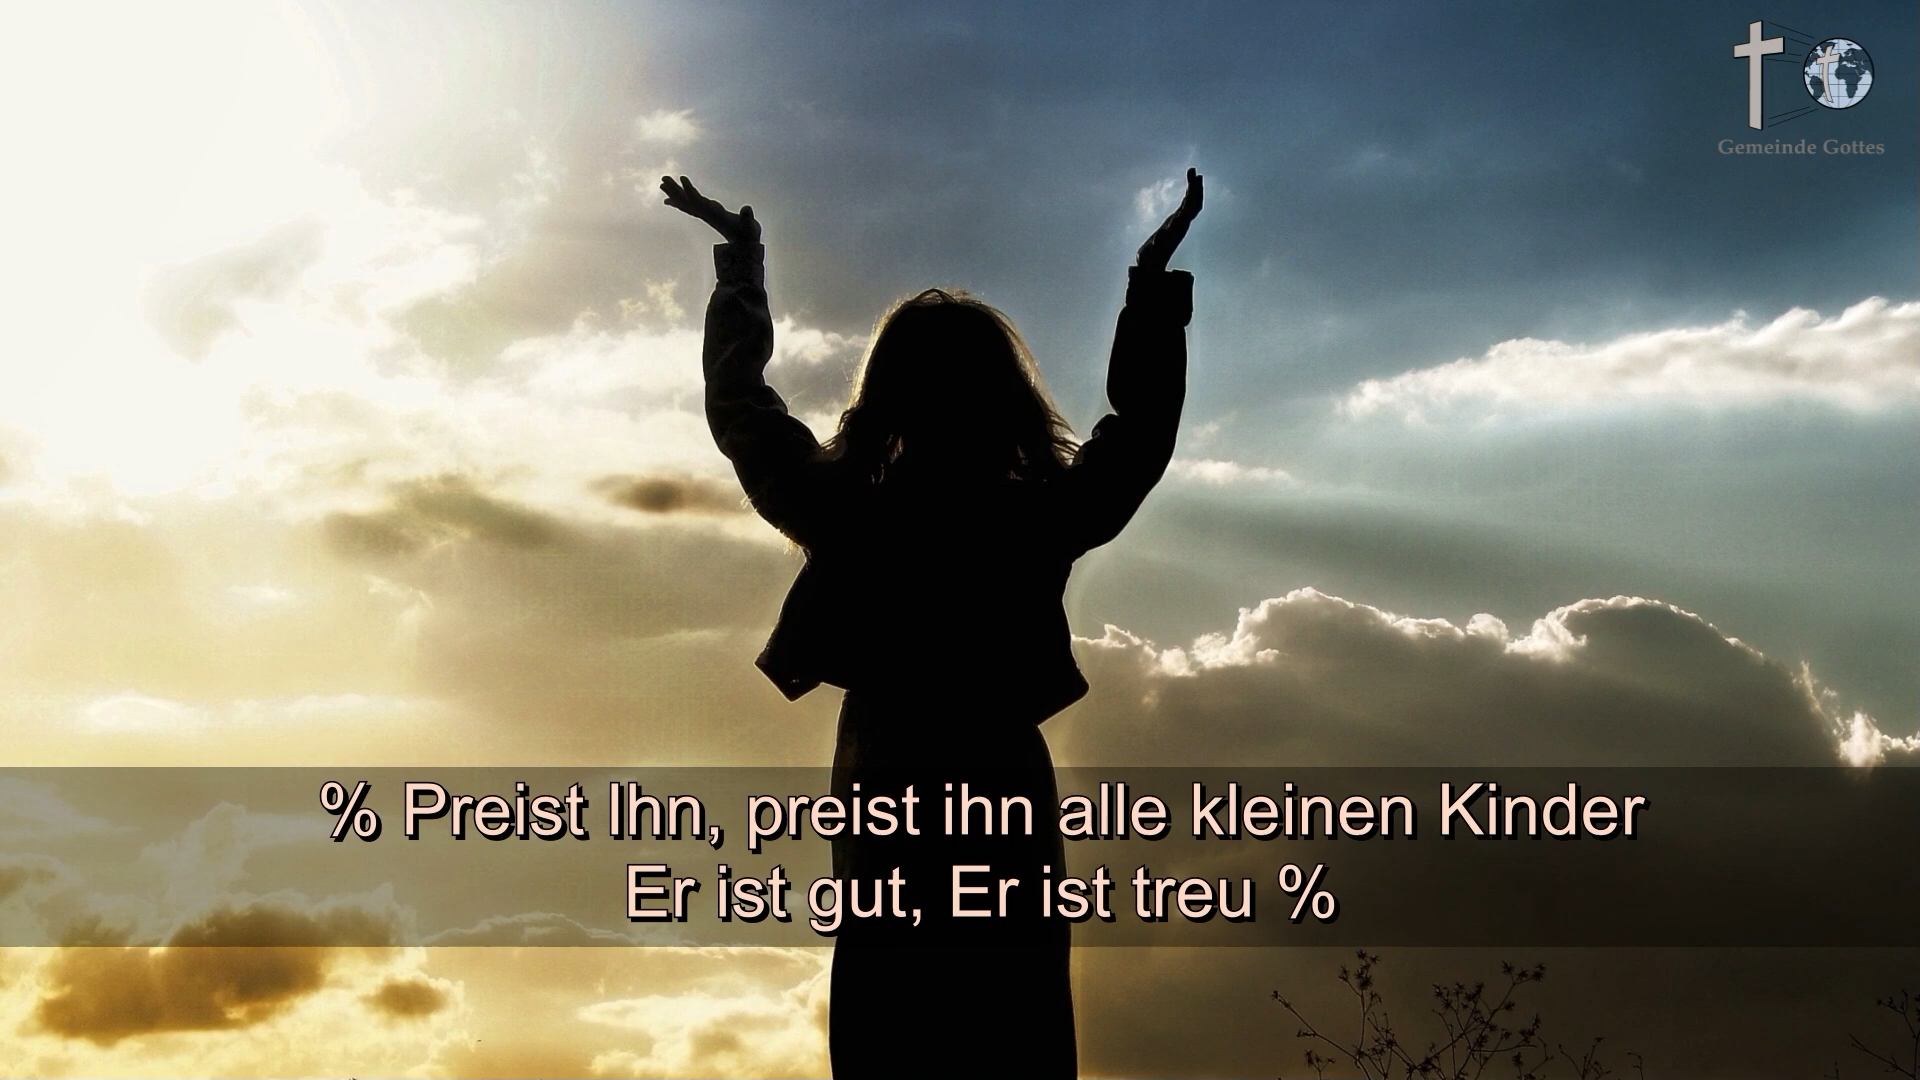 Gemeinde Gottes
% Preist Ihn, preist ihn alle kleinen Kinder
Er ist gut, Er ist treu %